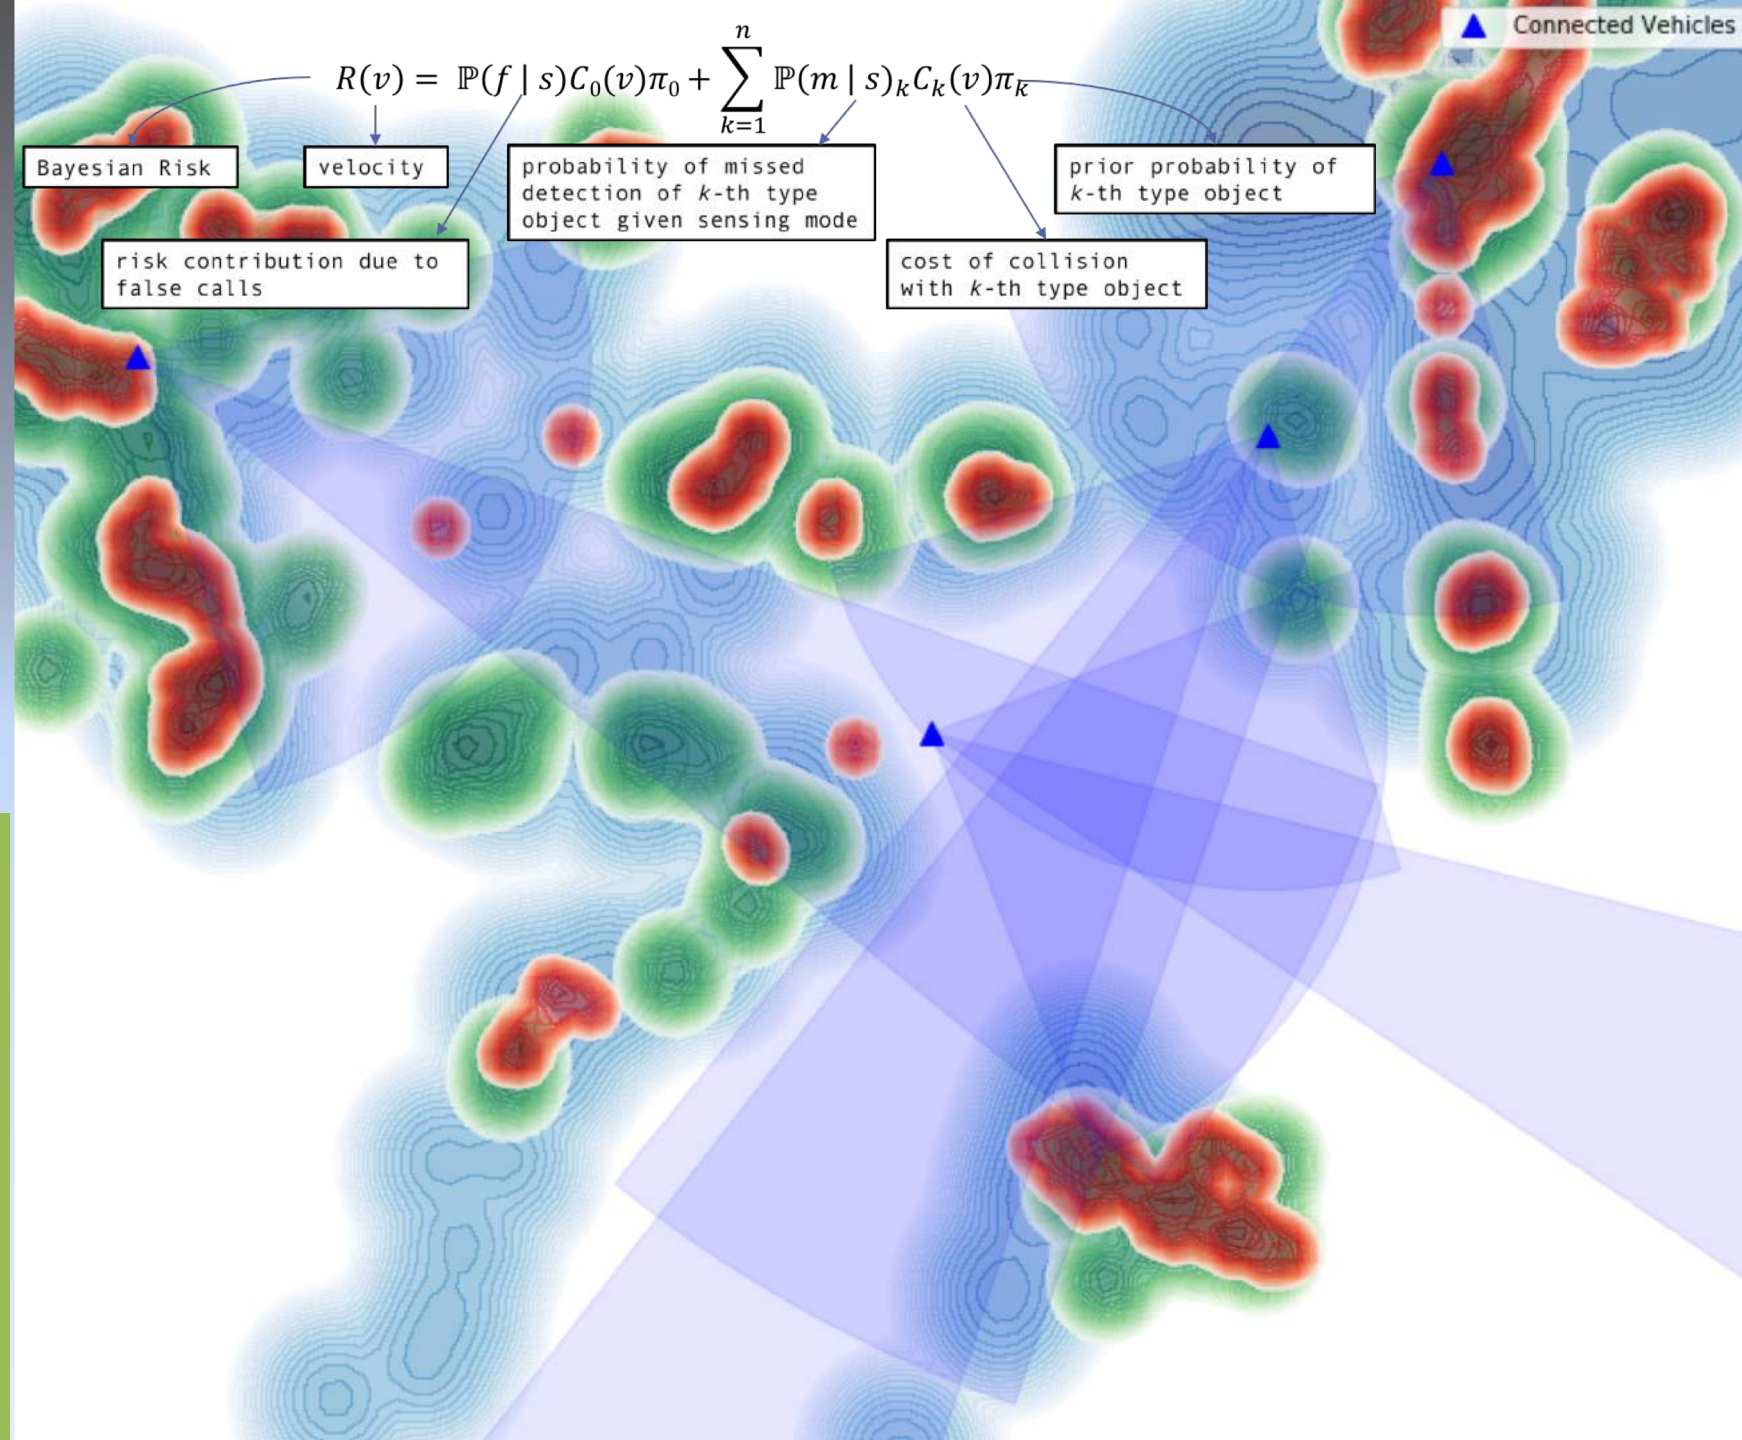 Connected Vehicles
R(v) = ℙ(f | s)C₀(v)π₀ + ∑ₖ₌₁ⁿ ℙ(m | s)ₖCₖ(v)πₖ
Bayesian Risk
velocity
probability of missed
detection of k-th type
object given sensing mode
prior probability of
k-th type object
risk contribution due to
false calls
cost of collision
with k-th type object